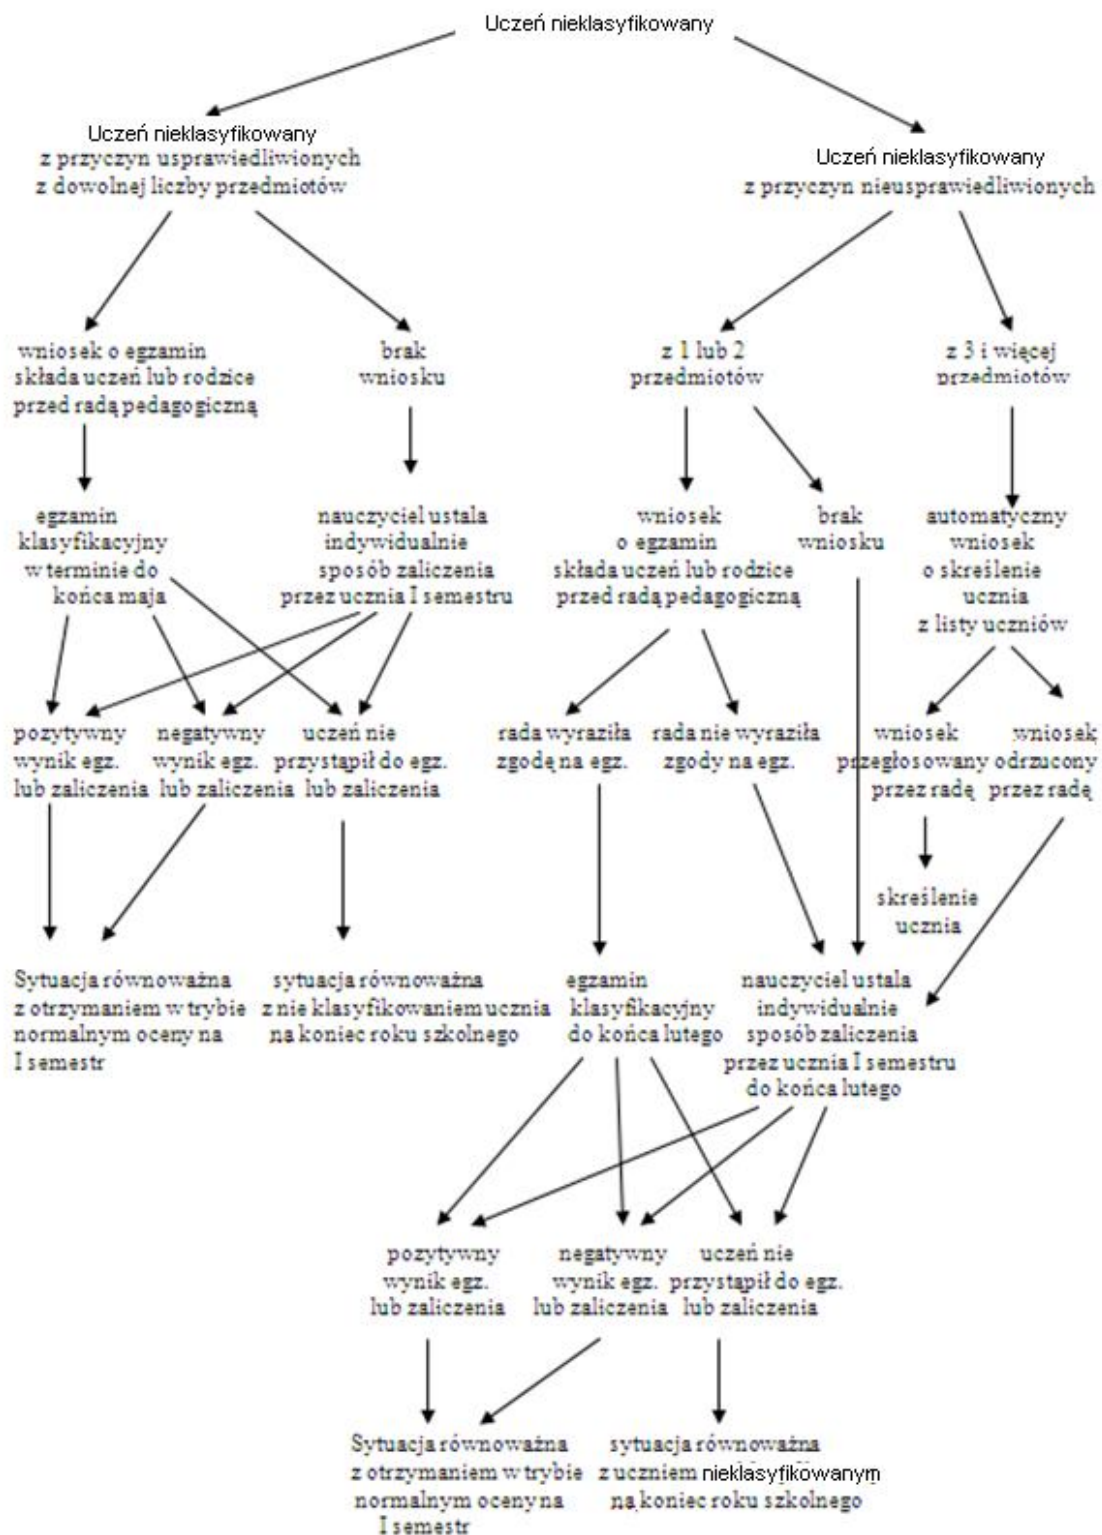 Uczeń nieklasyfikowany
Uczeń nieklasyfikowany
z przyczyn usprawiedliwionych
z dowolnej liczby przedmiotów
Uczeń nieklasyfikowany
z przyczyn nieusprawiedliwionych
wniosek o egzamin
składa uczeń lub rodzice
przed radą pedagogiczną
brak
wniosku
z 1 lub 2
przedmiotów
z 3 i więcej
przedmiotów
egzamin
klasyfikacyjny
w terminie do
końca maja
nauczyciel ustala
indywidualnie
sposób zaliczenia
przez ucznia I semestru
wniosek
o egzamin
składa uczeń lub rodzice
przed radą pedagogiczną
brak
wniosku
automatyczny
wniosek
o skreślenie
ucznia
z listy uczniów
pozytywny
wynik egz.
lub zaliczenia
negatywny
wynik egz.
lub zaliczenia
uczeń nie
przystąpił do egz.
lub zaliczenia
rada wyraziła
zgodę na egz.
rada nie wyraziła
zgody na egz.
wniosek
przegłosowany
przez radę
wniosek
odrzucony
przez radę
skreślenie
ucznia
Sytuacja równoważna
z otrzymaniem w trybie
normalnym oceny na
I semestr
sytuacja równoważna
z nie klasyfikowaniem ucznia
na koniec roku szkolnego
egzamin
klasyfikacyjny
do końca lutego
nauczyciel ustala
indywidualnie
sposób zaliczenia
przez ucznia I semestru
do końca lutego
pozytywny
wynik egz.
lub zaliczenia
negatywny
wynik egz.
lub zaliczenia
uczeń nie
przystąpił do egz.
lub zaliczenia
Sytuacja równoważna
z otrzymaniem w trybie
normalnym oceny na
I semestr
sytuacja równoważna
z uczniem nieklasyfikowanym
na koniec roku szkolnego